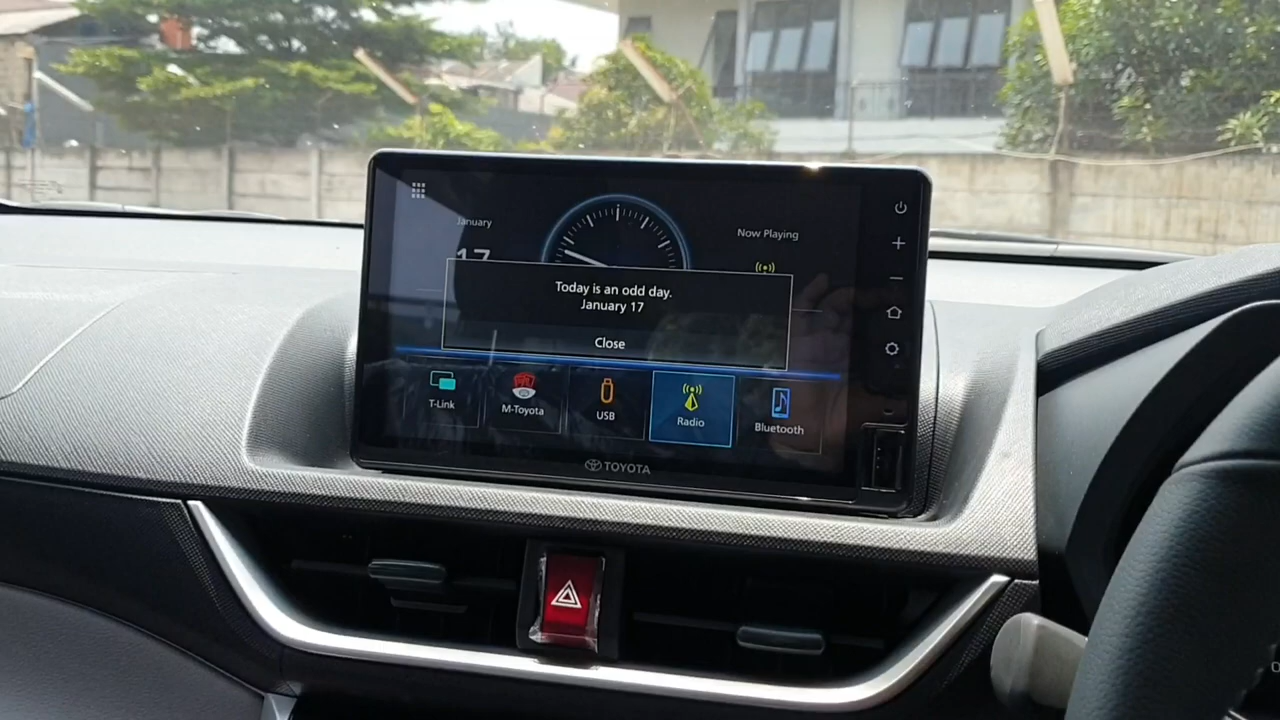 January
17
Now Playing
Today is an odd day.
January 17
Close
T-Link
M-Toyota
USB
Radio
Bluetooth
TOYOTA